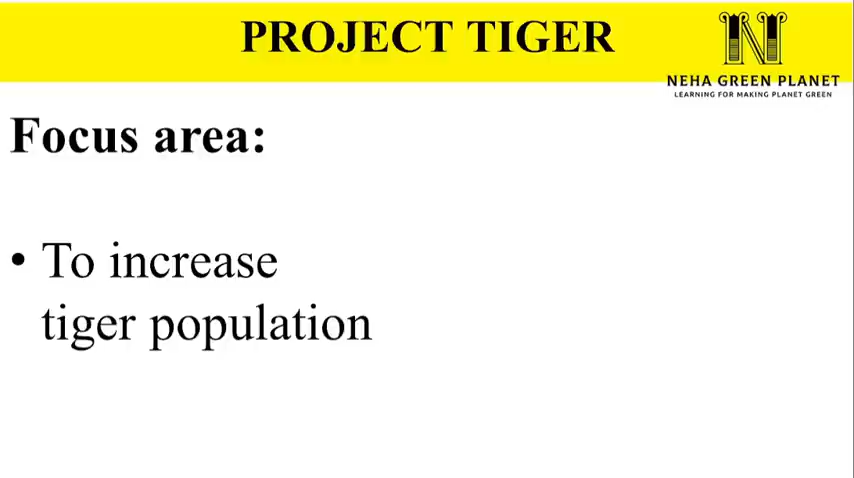 PROJECT TIGER
N
NEHA GREEN PLANET
LEARNING FOR MAKING PLANET GREEN
Focus area:
• To increase
tiger population